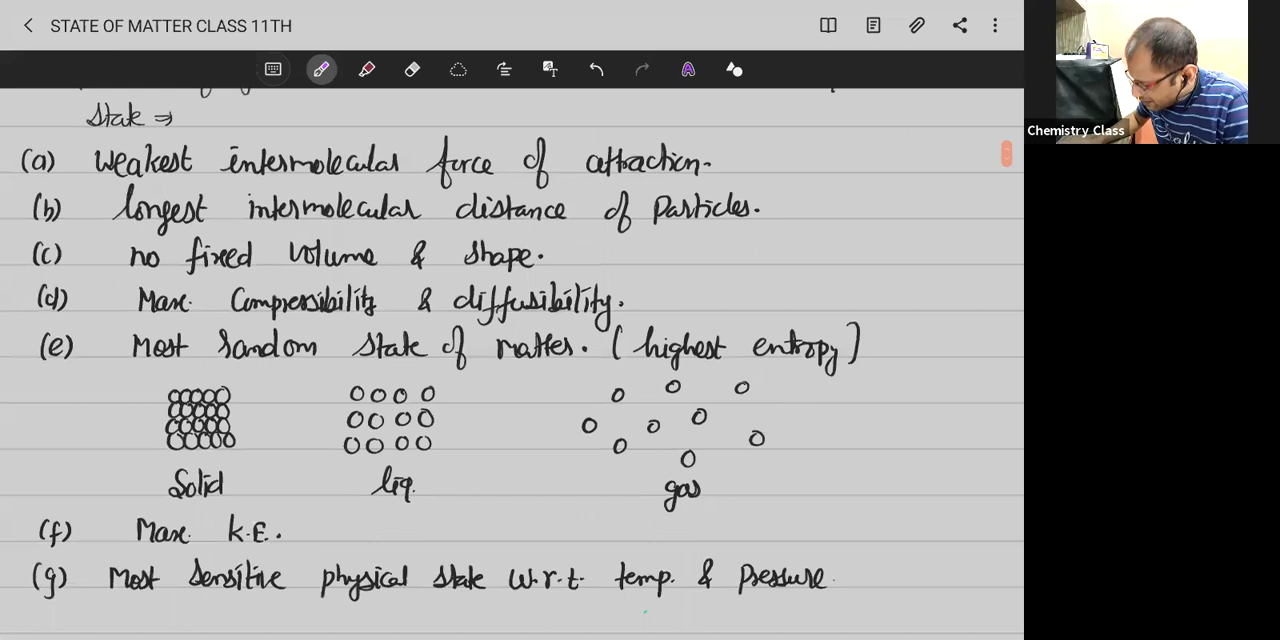 STATE OF MATTER CLASS 11TH
State ⇒
(a) weakest intermolecular force of attraction.
(b) longest intermolecular distance of Particles.
(c) no fixed volume & shape.
(d) Max. Compressibility & diffusibility.
(e) Most random state of matter. (highest entropy]
Solid liq. gas
(f) Max. K.E.
(g) Most sensitive physical state w.r.t. temp. & Pressure.
Chemistry Class